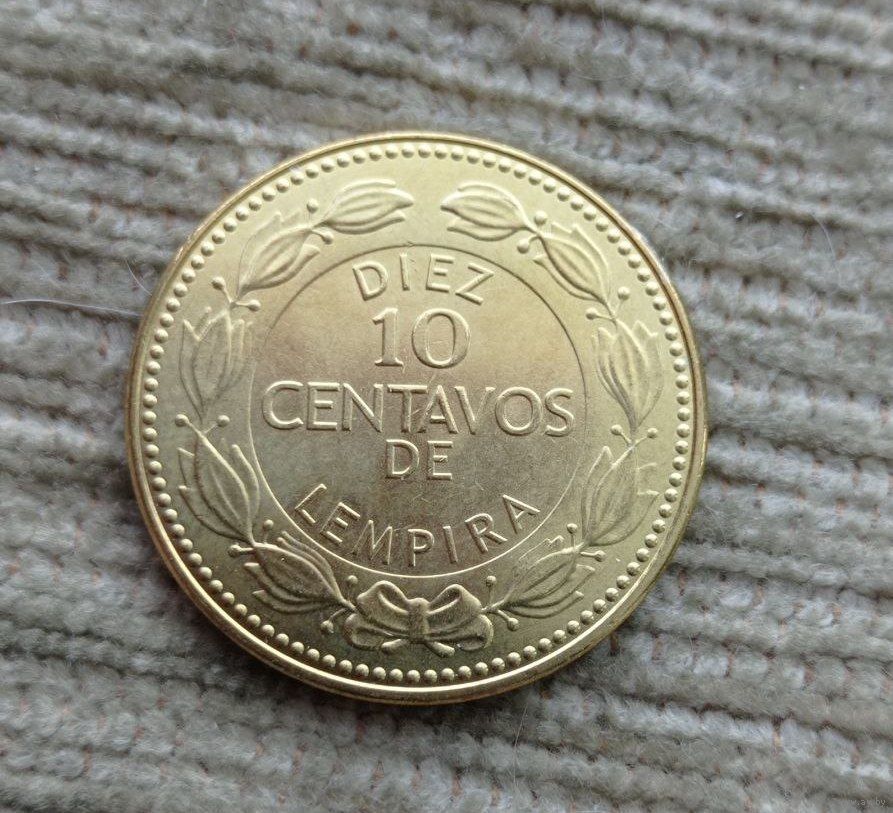 DIEZ
10
CENTAVOS
DE
LEMPIRA